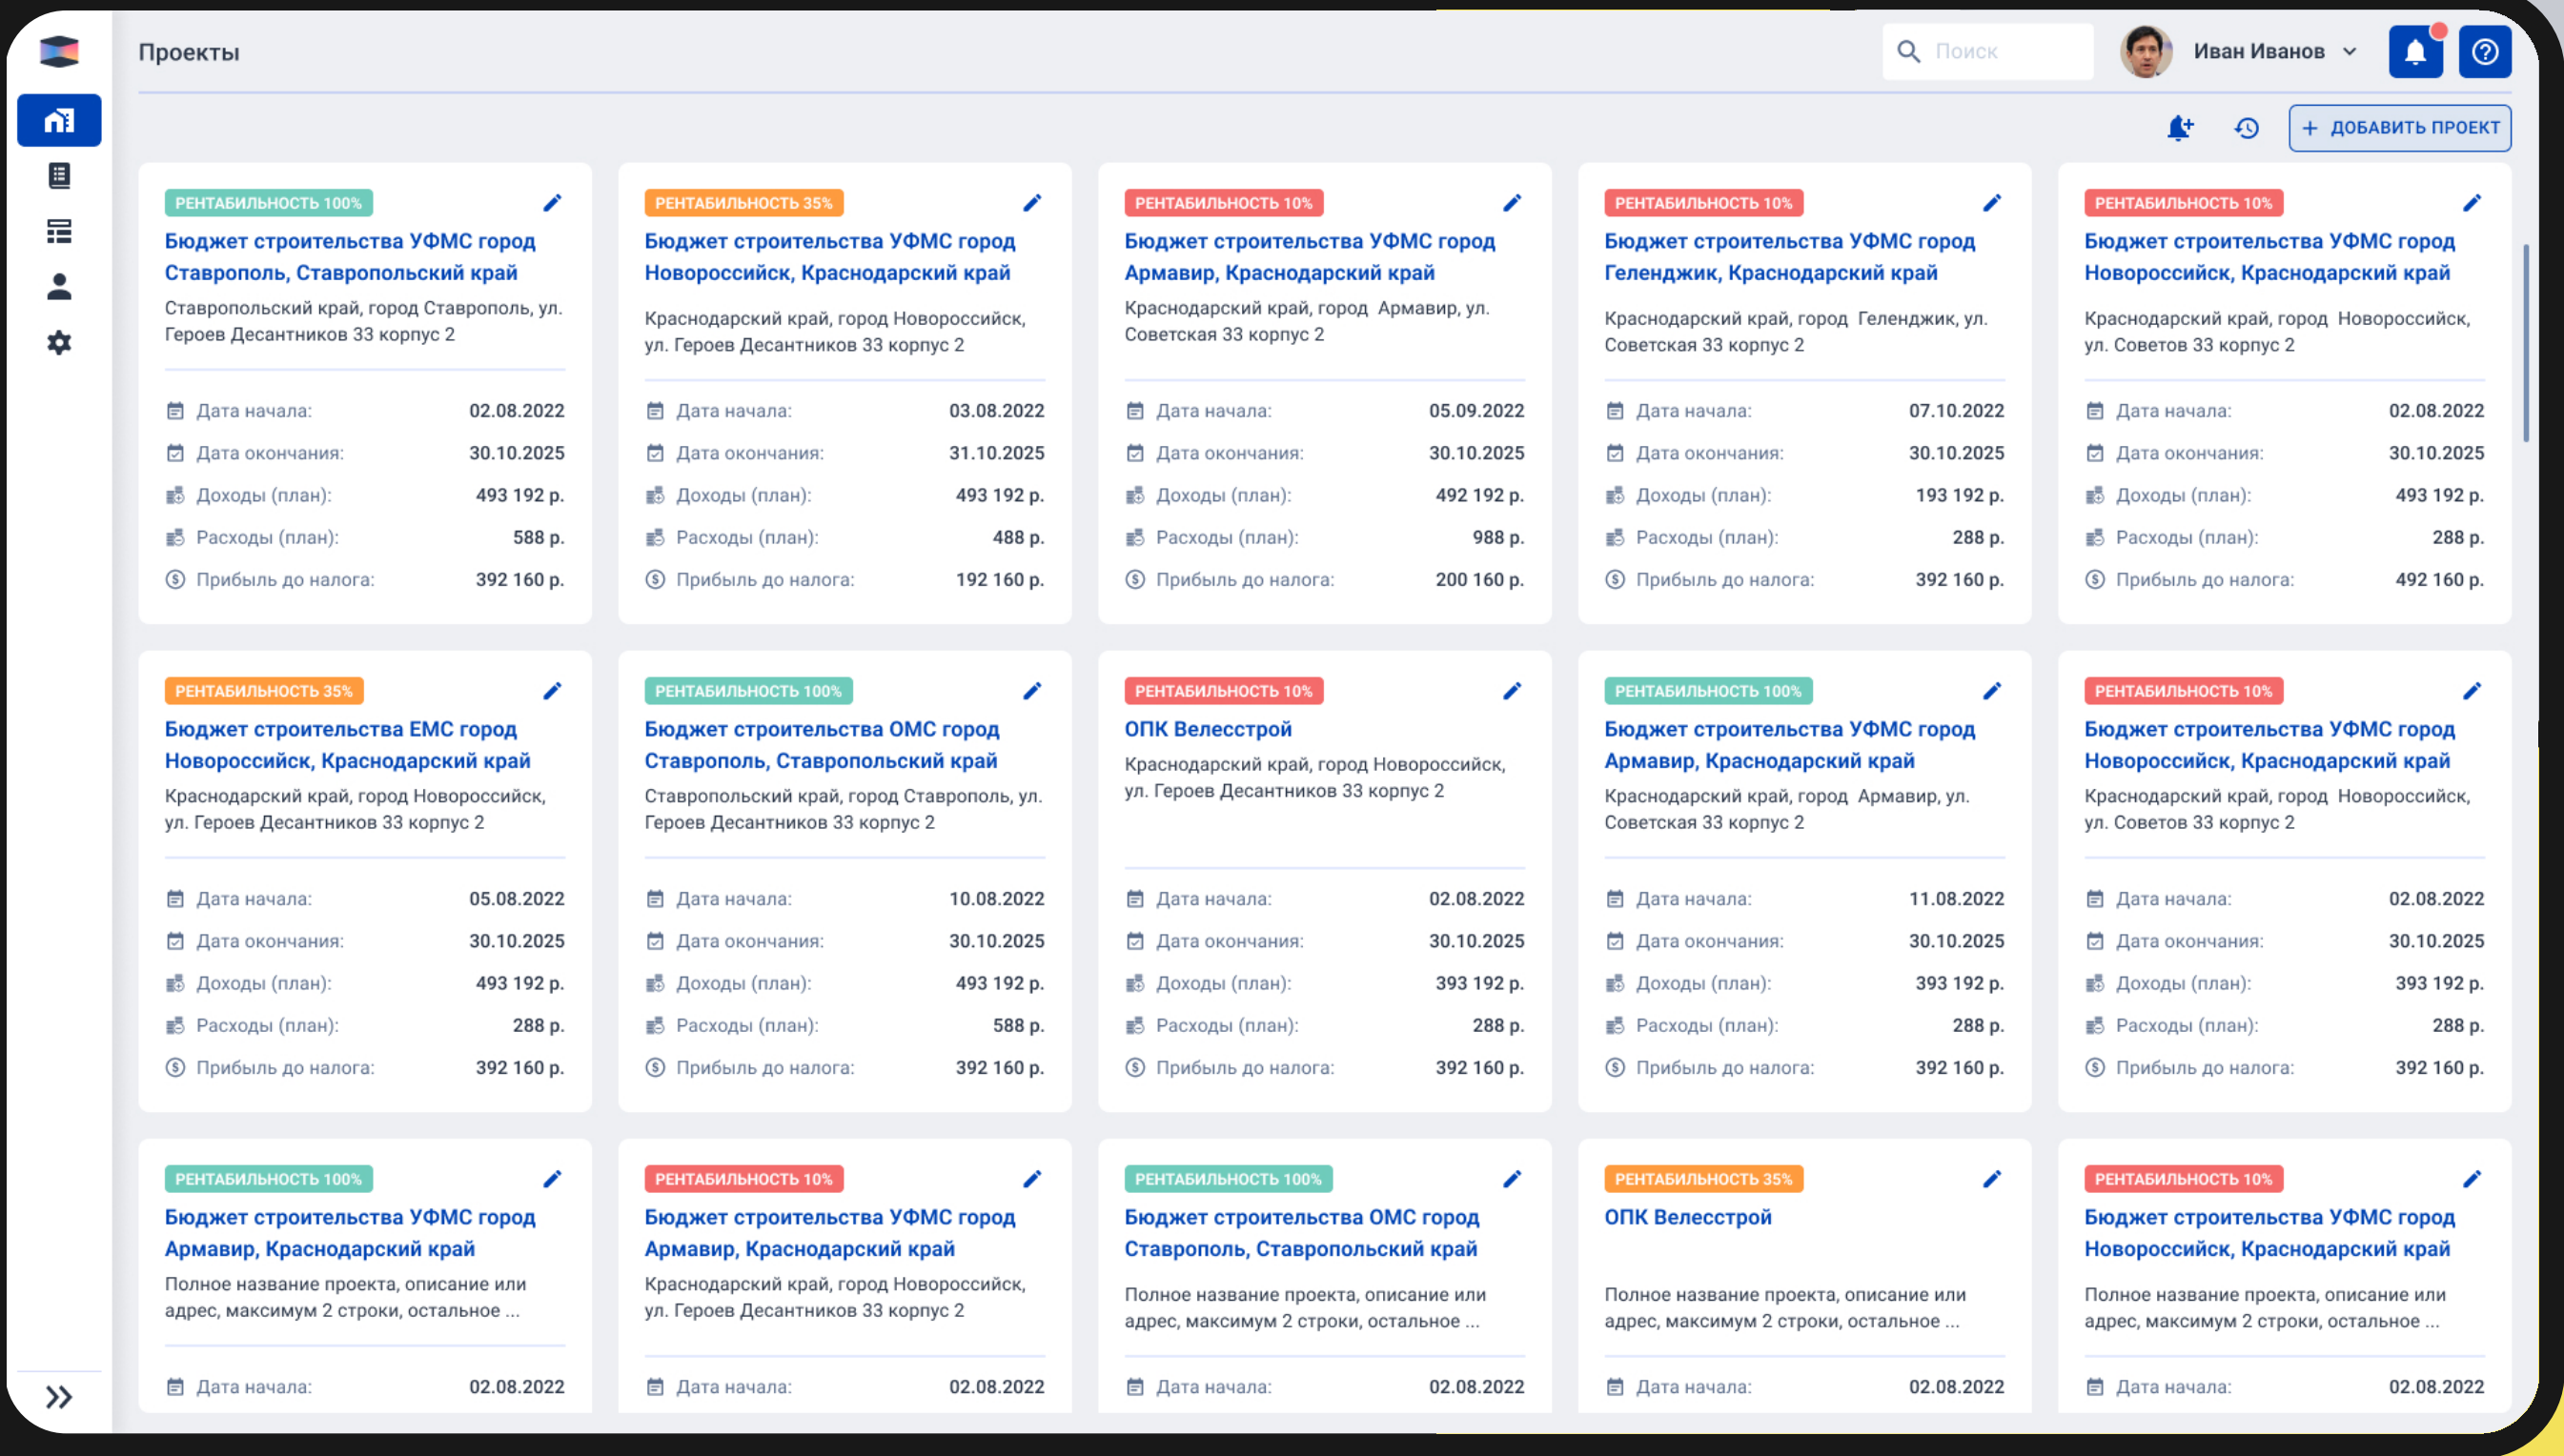 Проекты
Поиск
Иван Иванов
+ ДОБАВИТЬ ПРОЕКТ
РЕНТАБИЛЬНОСТЬ 100%
Бюджет строительства УФМС город
Ставрополь, Ставропольский край
Ставропольский край, город Ставрополь, ул.
Героев Десантников 33 корпус 2
Дата начала: 02.08.2022
Дата окончания: 30.10.2025
Доходы (план): 493 192 р.
Расходы (план): 588 р.
Прибыль до налога: 392 160 р.
РЕНТАБИЛЬНОСТЬ 35%
Бюджет строительства УФМС город
Новороссийск, Краснодарский край
Краснодарский край, город Новороссийск,
ул. Героев Десантников 33 корпус 2
Дата начала: 03.08.2022
Дата окончания: 31.10.2025
Доходы (план): 493 192 р.
Расходы (план): 488 р.
Прибыль до налога: 192 160 р.
РЕНТАБИЛЬНОСТЬ 10%
Бюджет строительства УФМС город
Армавир, Краснодарский край
Краснодарский край, город Армавир, ул.
Советская 33 корпус 2
Дата начала: 05.09.2022
Дата окончания: 30.10.2025
Доходы (план): 492 192 р.
Расходы (план): 988 р.
Прибыль до налога: 200 160 р.
РЕНТАБИЛЬНОСТЬ 10%
Бюджет строительства УФМС город
Геленджик, Краснодарский край
Краснодарский край, город Геленджик, ул.
Советская 33 корпус 2
Дата начала: 07.10.2022
Дата окончания: 30.10.2025
Доходы (план): 193 192 р.
Расходы (план): 288 р.
Прибыль до налога: 392 160 р.
РЕНТАБИЛЬНОСТЬ 10%
Бюджет строительства УФМС город
Новороссийск, Краснодарский край
Краснодарский край, город Новороссийск,
ул. Советов 33 корпус 2
Дата начала: 02.08.2022
Дата окончания: 30.10.2025
Доходы (план): 493 192 р.
Расходы (план): 288 р.
Прибыль до налога: 492 160 р.
РЕНТАБИЛЬНОСТЬ 35%
Бюджет строительства ЕМС город
Новороссийск, Краснодарский край
Краснодарский край, город Новороссийск,
ул. Героев Десантников 33 корпус 2
Дата начала: 05.08.2022
Дата окончания: 30.10.2025
Доходы (план): 493 192 р.
Расходы (план): 288 р.
Прибыль до налога: 392 160 р.
РЕНТАБИЛЬНОСТЬ 100%
Бюджет строительства ОМС город
Ставрополь, Ставропольский край
Ставропольский край, город Ставрополь, ул.
Героев Десантников 33 корпус 2
Дата начала: 10.08.2022
Дата окончания: 30.10.2025
Доходы (план): 493 192 р.
Расходы (план): 588 р.
Прибыль до налога: 392 160 р.
РЕНТАБИЛЬНОСТЬ 10%
ОПК Велесстрой
Краснодарский край, город Новороссийск,
ул. Героев Десантников 33 корпус 2
Дата начала: 02.08.2022
Дата окончания: 30.10.2025
Доходы (план): 393 192 р.
Расходы (план): 288 р.
Прибыль до налога: 392 160 р.
РЕНТАБИЛЬНОСТЬ 100%
Бюджет строительства УФМС город
Армавир, Краснодарский край
Краснодарский край, город Армавир, ул.
Советская 33 корпус 2
Дата начала: 11.08.2022
Дата окончания: 30.10.2025
Доходы (план): 393 192 р.
Расходы (план): 288 р.
Прибыль до налога: 392 160 р.
РЕНТАБИЛЬНОСТЬ 10%
Бюджет строительства УФМС город
Новороссийск, Краснодарский край
Краснодарский край, город Новороссийск,
ул. Советов 33 корпус 2
Дата начала: 02.08.2022
Дата окончания: 30.10.2025
Доходы (план): 393 192 р.
Расходы (план): 288 р.
Прибыль до налога: 392 160 р.
РЕНТАБИЛЬНОСТЬ 100%
Бюджет строительства УФМС город
Армавир, Краснодарский край
Полное название проекта, описание или
адрес, максимум 2 строки, остальное ...
Дата начала: 02.08.2022
РЕНТАБИЛЬНОСТЬ 10%
Бюджет строительства УФМС город
Армавир, Краснодарский край
Краснодарский край, город Новороссийск,
ул. Героев Десантников 33 корпус 2
Дата начала: 02.08.2022
РЕНТАБИЛЬНОСТЬ 100%
Бюджет строительства ОМС город
Ставрополь, Ставропольский край
Полное название проекта, описание или
адрес, максимум 2 строки, остальное ...
Дата начала: 02.08.2022
РЕНТАБИЛЬНОСТЬ 35%
ОПК Велесстрой
Полное название проекта, описание или
адрес, максимум 2 строки, остальное ...
Дата начала: 02.08.2022
РЕНТАБИЛЬНОСТЬ 10%
Бюджет строительства УФМС город
Новороссийск, Краснодарский край
Полное название проекта, описание или
адрес, максимум 2 строки, остальное ...
Дата начала: 02.08.2022